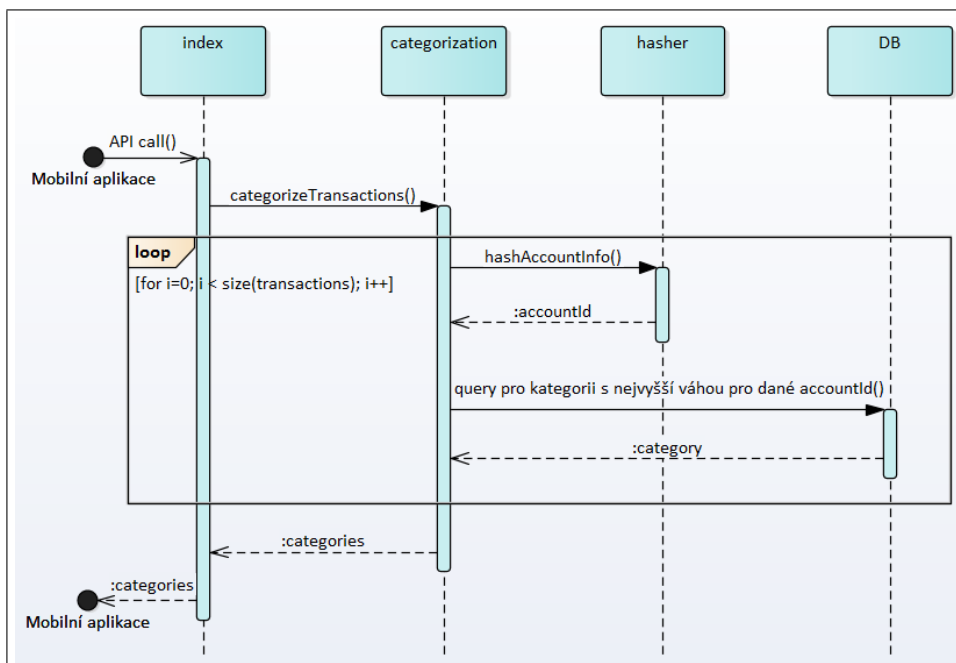 index
categorization
hasher
DB
API call()
Mobilní aplikace
categorizeTransactions()
loop
hashAccountInfo()
[for i=0; i < size(transactions); i++]
:accountId
query pro kategorii s nejvyšší váhou pro dané accountId()
:category
:categories
:categories
Mobilní aplikace